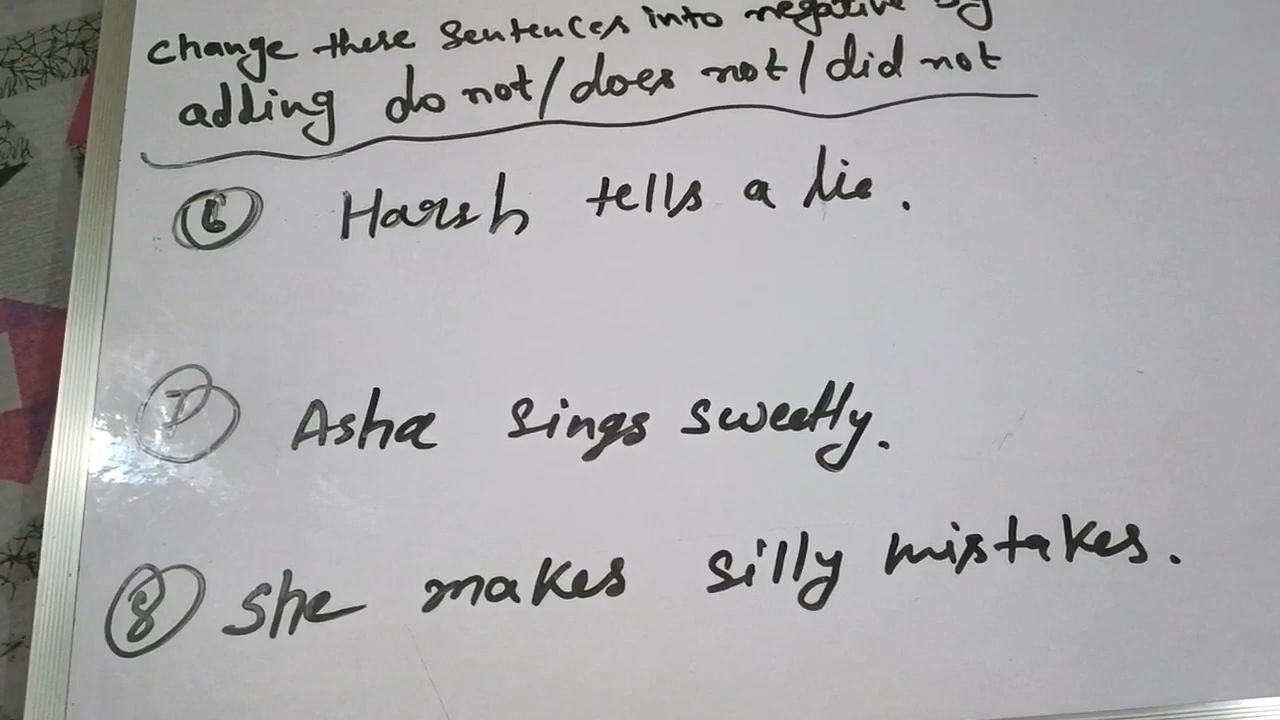 change these sentences into negative by
adding do not/does not/did not
6 Harsh tells a lie.
7 Asha sings sweetly.
8 She makes silly mistakes.